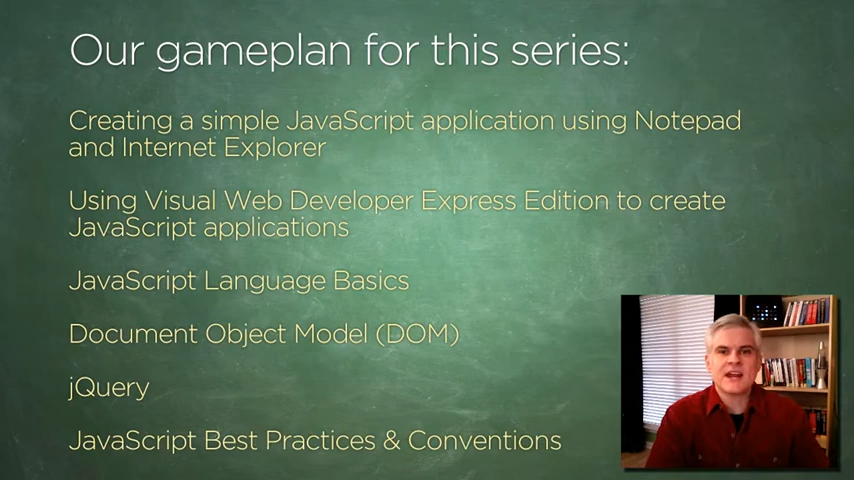 Our gameplan for this series:
Creating a simple JavaScript application using Notepad
and Internet Explorer
Using Visual Web Developer Express Edition to create
JavaScript applications
JavaScript Language Basics
Document Object Model (DOM)
jQuery
JavaScript Best Practices & Conventions